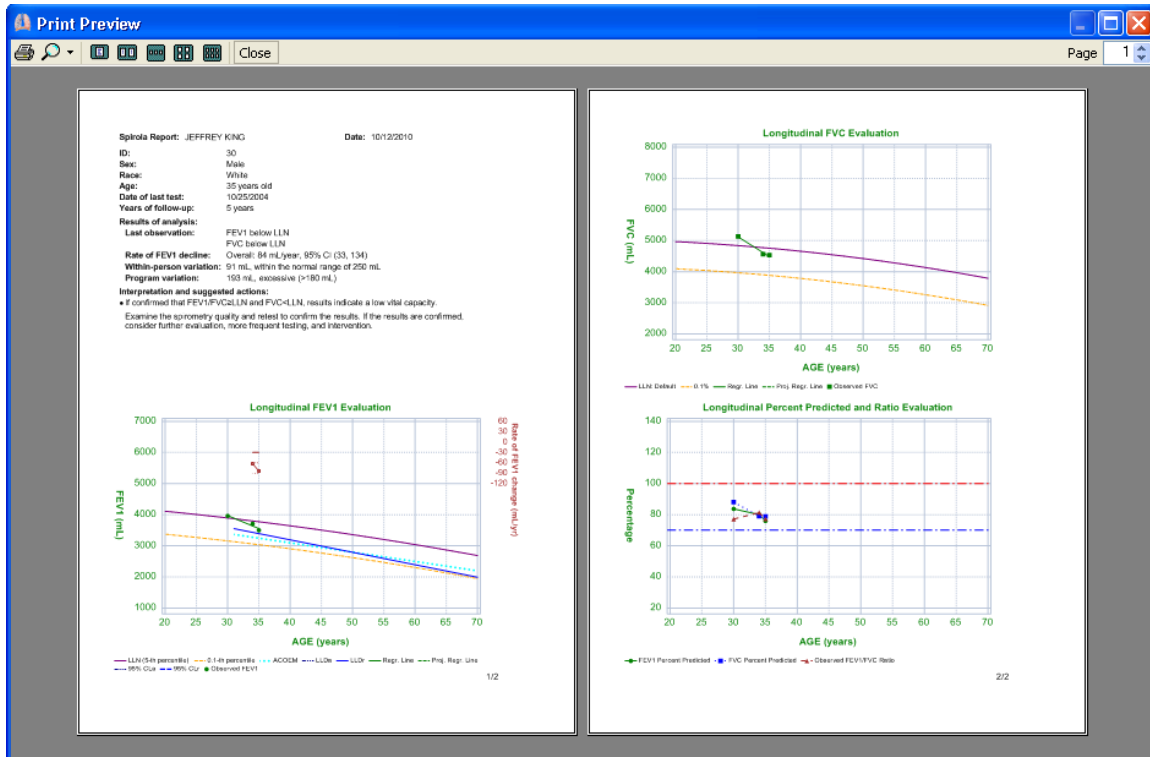 Print Preview
Close
Page 1
Spirola Report: JEFFREY KING Date: 10/12/2010
ID: 30
Sex: Male
Race: White
Age: 35 years old
Date of last test: 10/25/2004
Years of follow-up: 5 years
Results of analysis:
Last observation: FEV1 below LLN
FVC below LLN
Rate of FEV1 decline: Overall: 84 mL/year, 95% CI (33, 134)
Within-person variation: 91 mL, within the normal range of 250 mL
Program variation: 193 mL, excessive (>180 mL)
Interpretation and suggested actions:
• If confirmed that FEV1/FVC≥LLN and FVC<LLN, results indicate a low vital capacity.
Examine the spirometry quality and retest to confirm the results. If the results are confirmed,
consider further evaluation, more frequent testing, and intervention.
Longitudinal FEV1 Evaluation
7000
6000
5000
4000
3000
2000
1000
FEV1 (mL)
60
30
0
-30
-60
-90
-120
Rate of FEV1 change (mL/yr)
20 25 30 35 40 45 50 55 60 65 70
AGE (years)
LLN (5-th percentile) 0.1-th percentile ACOEM LLDe LLDr Regr. Line Proj. Regr. Line
95% CLe 95% CLr Observed FEV1
1/2
Longitudinal FVC Evaluation
8000
7000
6000
5000
4000
3000
2000
FVC (mL)
20 25 30 35 40 45 50 55 60 65 70
AGE (years)
LLN: Default 0.1% Regr. Line Proj. Regr. Line Observed FVC
Longitudinal Percent Predicted and Ratio Evaluation
140
120
100
80
60
40
20
Percentage
20 25 30 35 40 45 50 55 60 65 70
AGE (years)
FEV1 Percent Predicted FVC Percent Predicted Observed FEV1/FVC Ratio
2/2